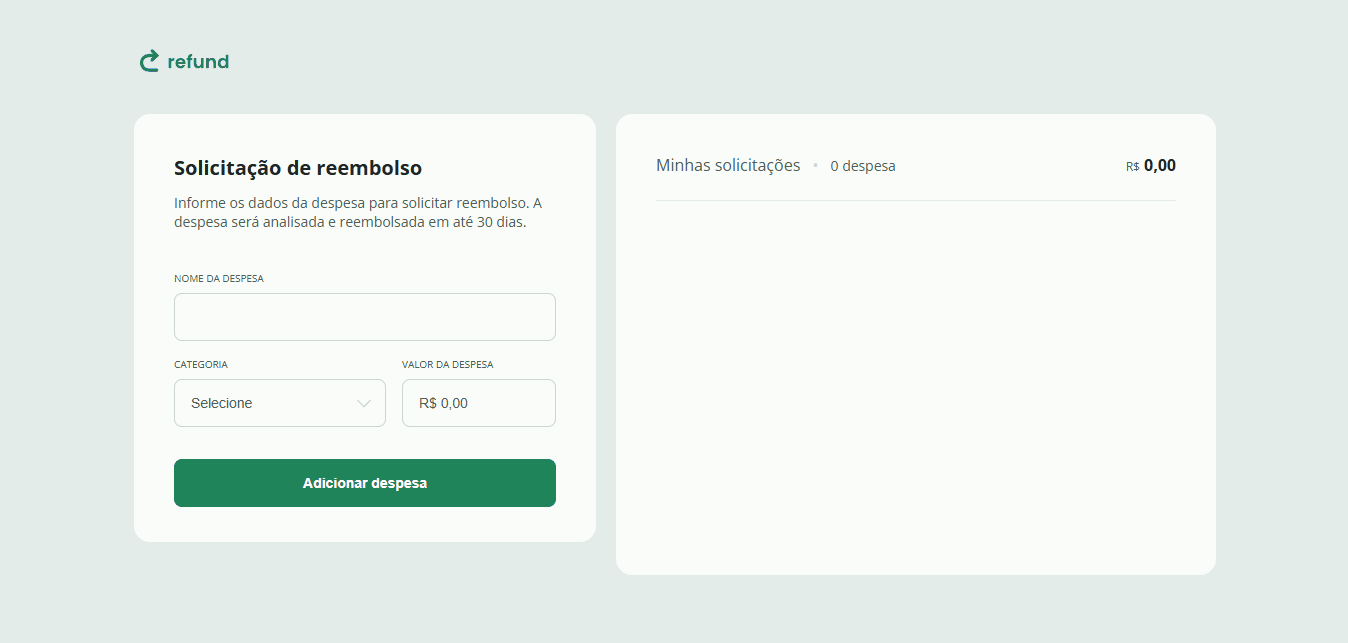 refund
Solicitação de reembolso
Informe os dados da despesa para solicitar reembolso. A
despesa será analisada e reembolsada em até 30 dias.
NOME DA DESPESA
CATEGORIA
VALOR DA DESPESA
Selecione
R$ 0,00
Adicionar despesa
Minhas solicitações • 0 despesa
R$ 0,00